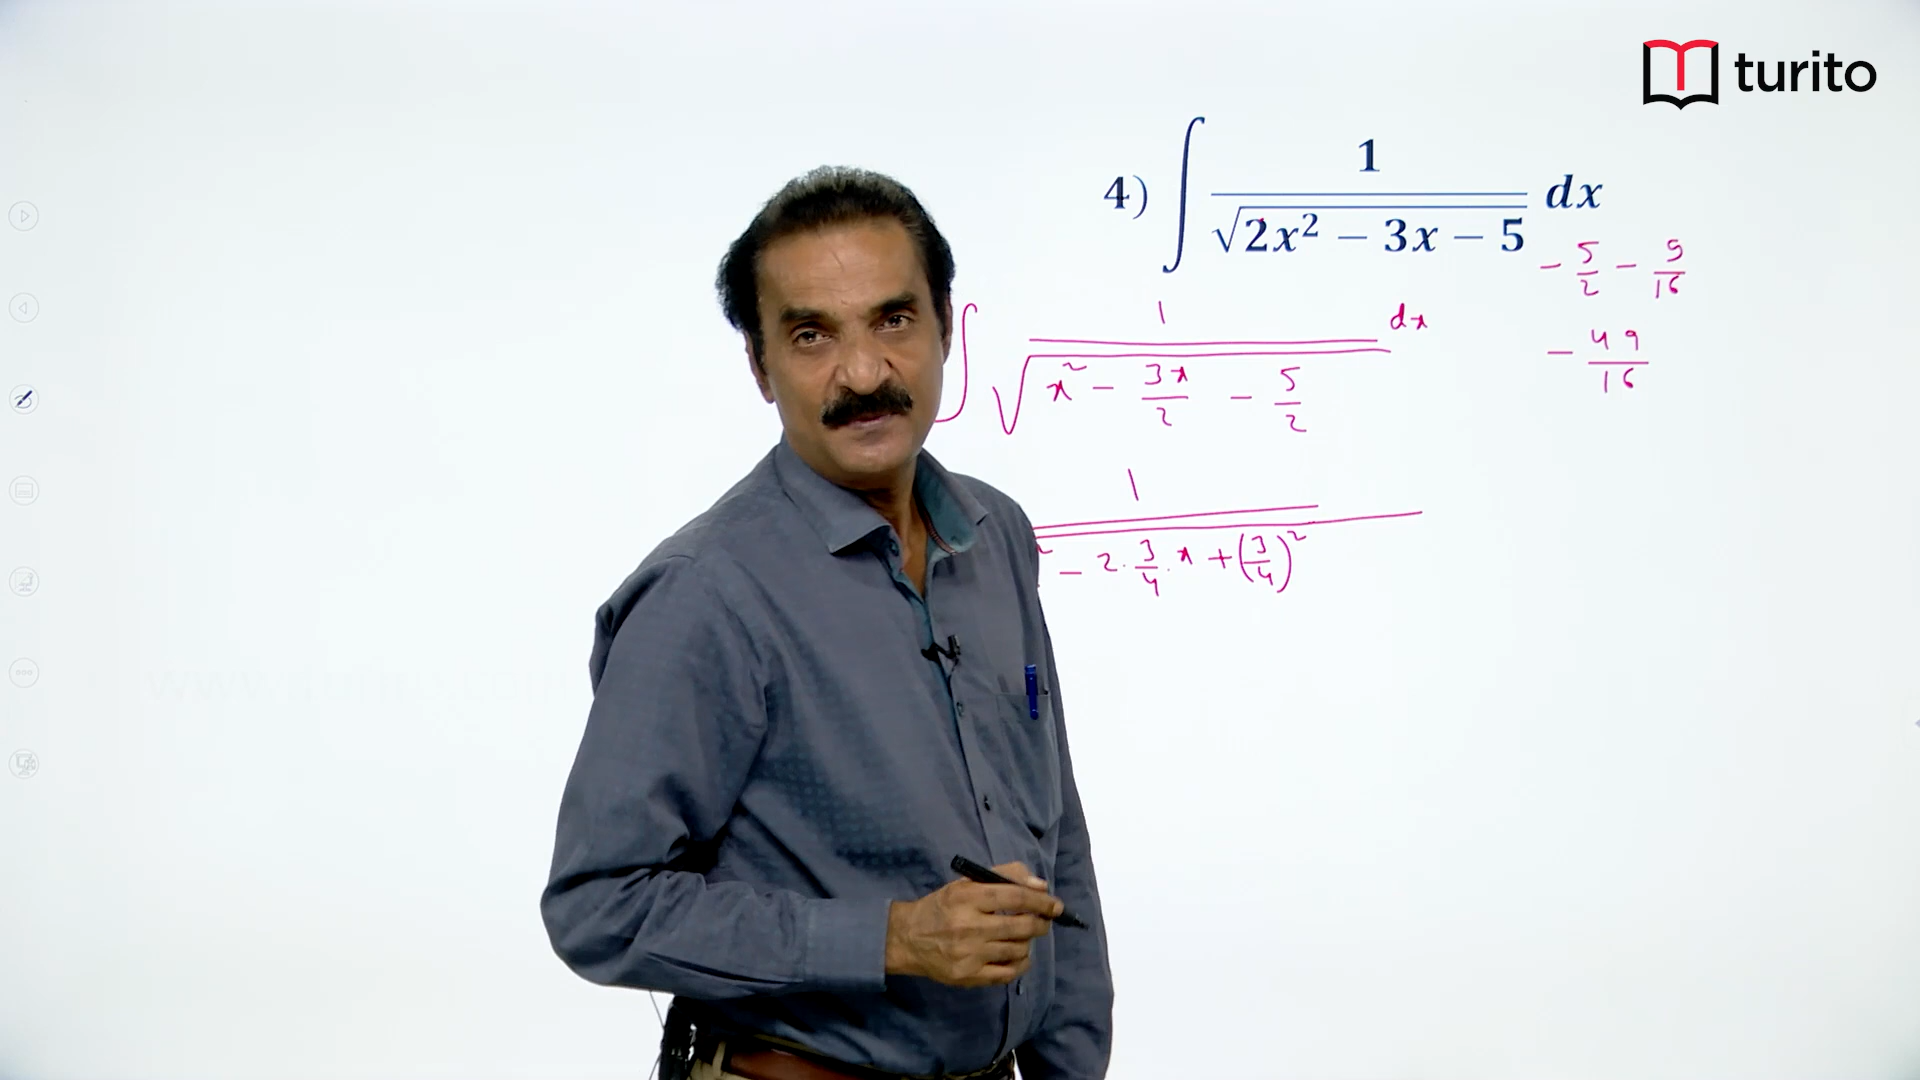 turito
4) ∫ 1 / √(2x² − 3x − 5) dx
− 5/2 − 9/16
∫ 1 / √(x² − 3x/2 − 5/2) dx
− 49/16
1 / ² − 2 · 3/4 · x + (3/4)²